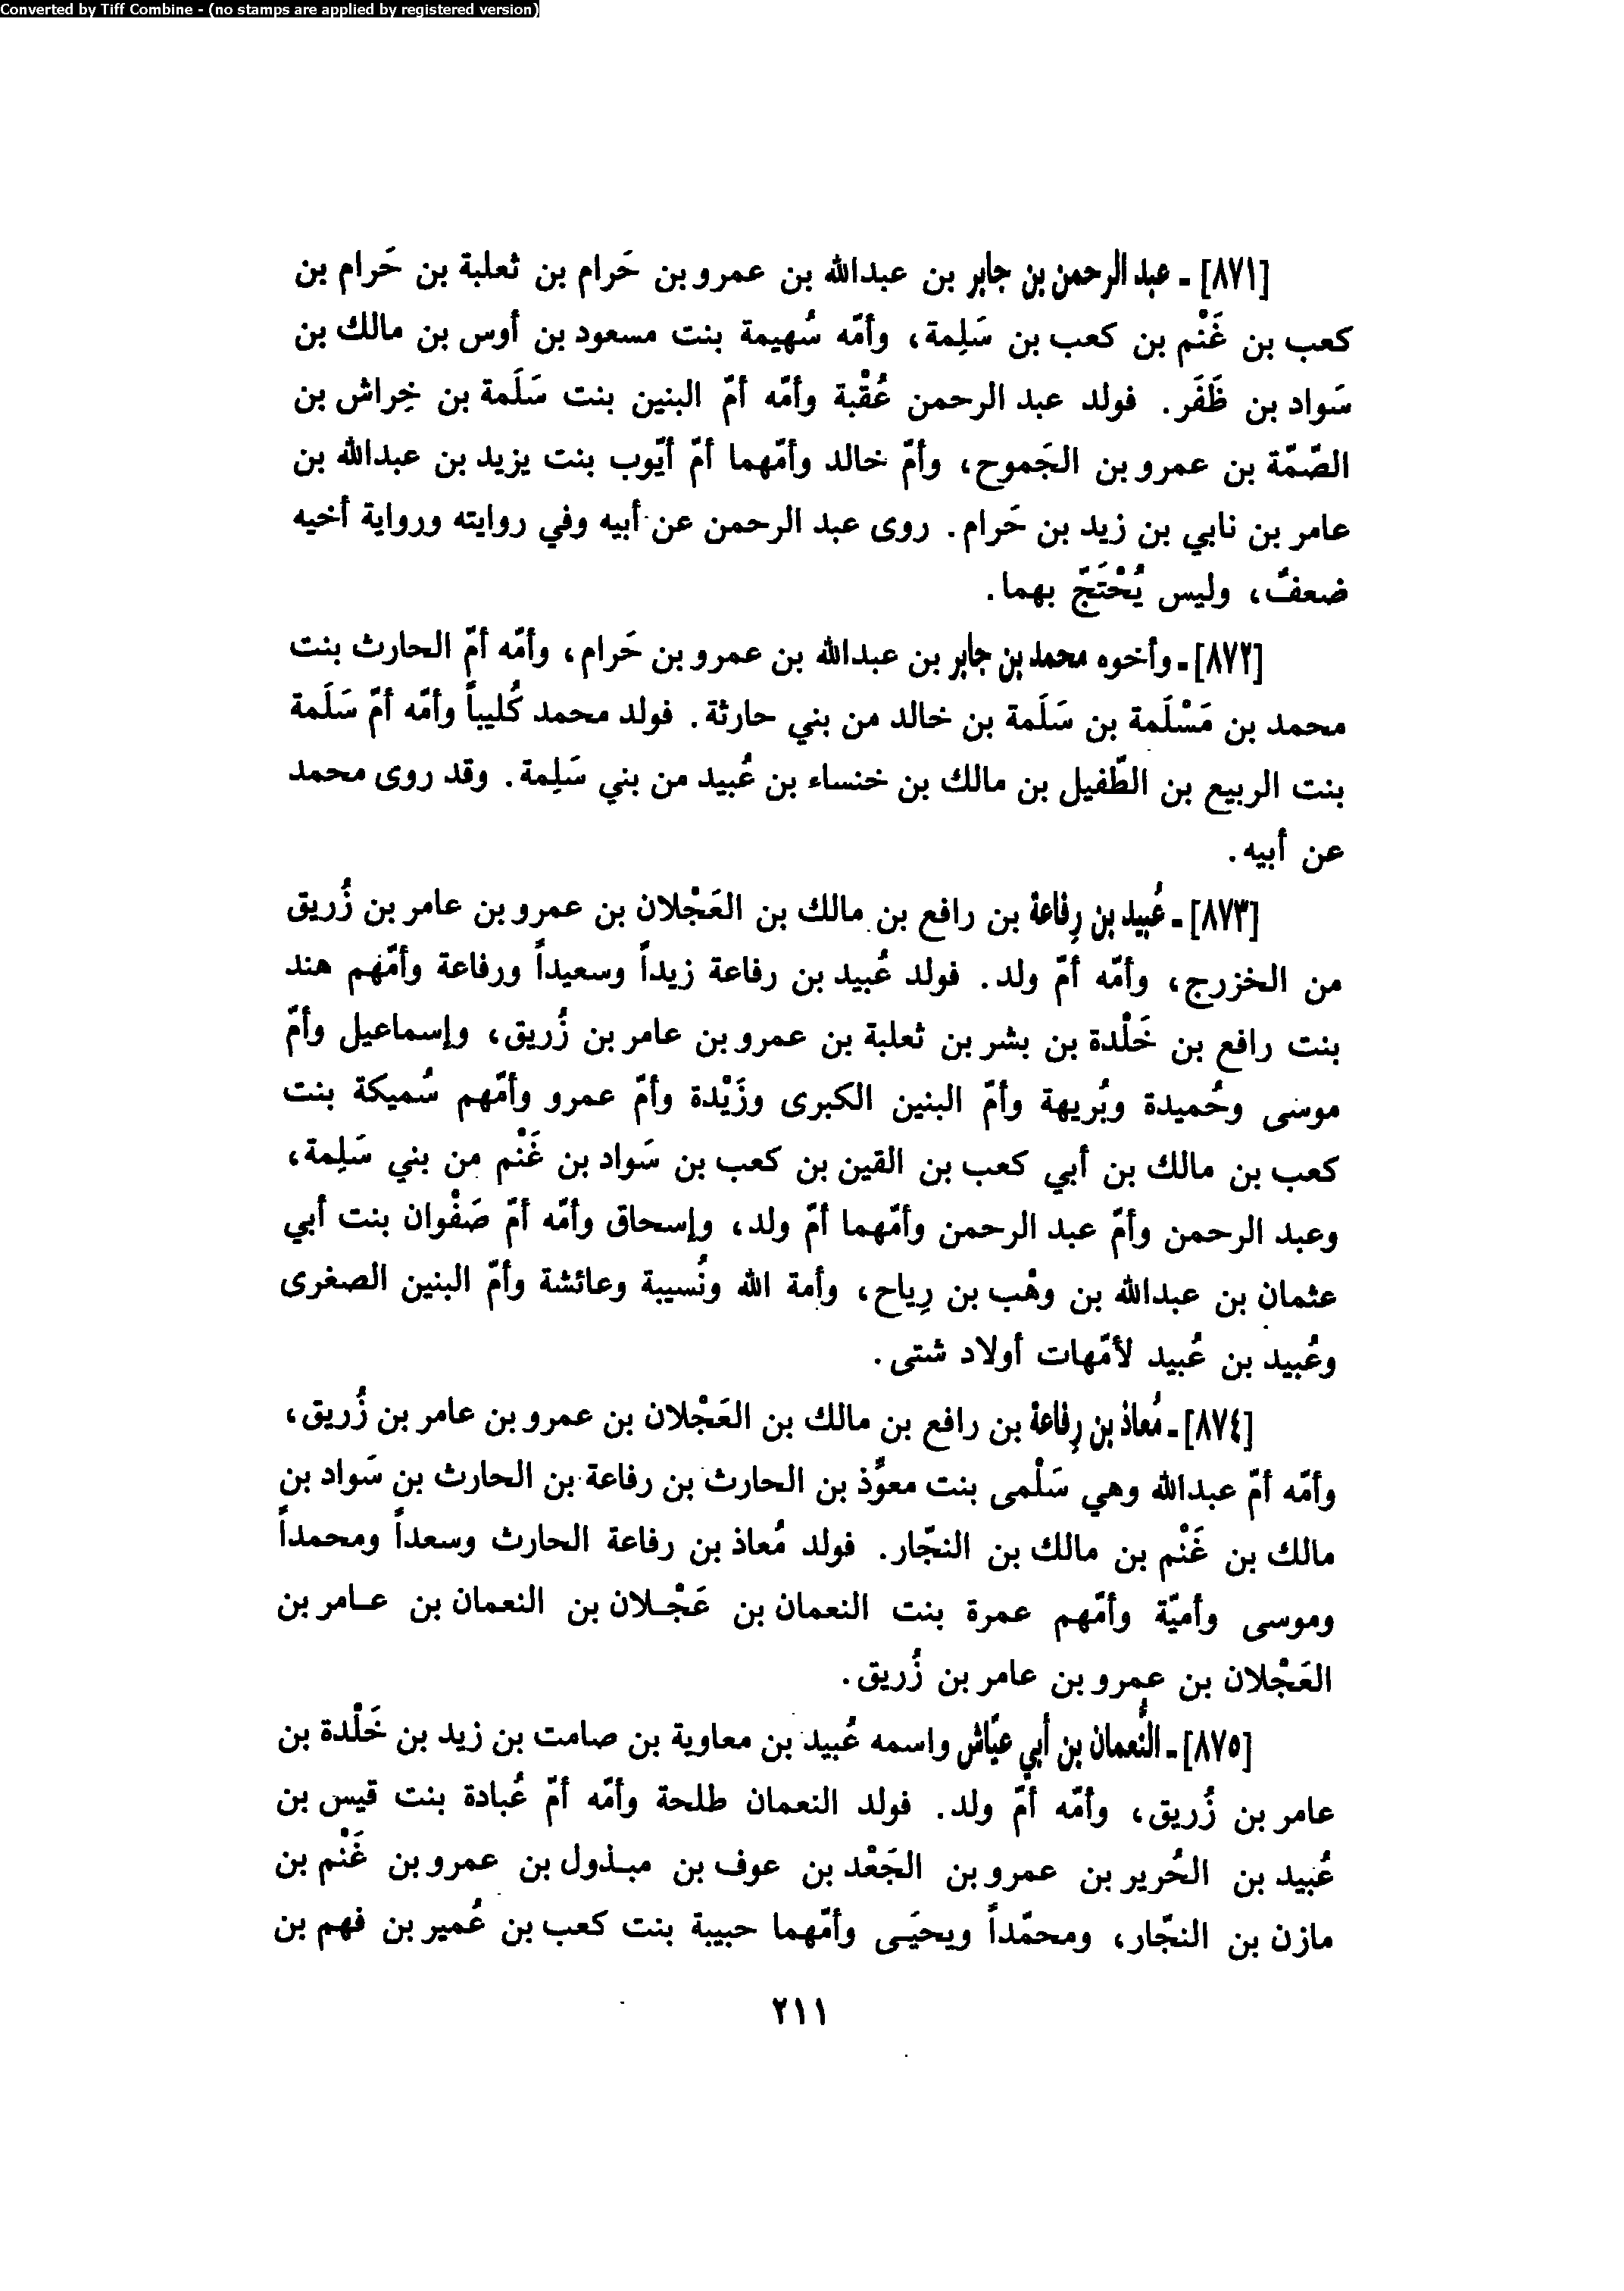 Converted by Tiff Combine - (no stamps are applied by registered version)
[٨٧١] - عبد الرحمن بن جابر بن عبدالله بن عمرو بن حَرام بن ثعلبة بن حَرام بن
كعب بن غَنْم بن كعب بن سَلِمة، وأمّه سُهيمة بنت مسعود بن أوس بن مالك بن
سَواد بن ظَفَر. فولد عبد الرحمن عُقْبة وأمّه أمّ البنين بنت سَلَمة بن خِراش بن
الصّمّة بن عمرو بن الجَموح، وأمّ خالد وأمّهما أمّ أيّوب بنت يزيد بن عبدالله بن
عامر بن نابي بن زيد بن حَرام. روى عبد الرحمن عن أبيه وفي روايته ورواية أخيه
ضعفٌ، وليس يُحْتَجّ بهما.
[٨٧٢] - وأخوه محمد بن جابر بن عبدالله بن عمرو بن حَرام، وأمّه أمّ الحارث بنت
محمد بن مَسْلَمة بن سَلَمة بن خالد من بني حارثة. فولد محمد كُليباً وأمّه أمّ سَلَمة
بنت الربيع بن الطّفيل بن مالك بن خنساء بن عُبيد من بني سَلِمة. وقد روى محمد
عن أبيه.
[٨٧٣] - عُبيد بن رِفاعة بن رافع بن مالك بن العَجْلان بن عمرو بن عامر بن زُريق
من الخزرج، وأمّه أمّ ولد. فولد عُبيد بن رفاعة زيداً وسعيداً ورفاعة وأمّهم هند
بنت رافع بن خَلْدة بن بشر بن ثعلبة بن عمرو بن عامر بن زُريق، وإسماعيل وأمّ
موسى وحُميدة وبُريهة وأمّ البنين الكبرى وزَيْدة وأمّ عمرو وأمّهم سُميكة بنت
كعب بن مالك بن أبي كعب بن القين بن كعب بن سَواد بن غَنْم من بني سَلِمة،
وعبد الرحمن وأمّ عبد الرحمن وأمّهما أمّ ولد، وإسحاق وأمّه أمّ صَفْوان بنت أبي
عثمان بن عبدالله بن وهْب بن رِياح، وأمة الله ونُسيبة وعائشة وأمّ البنين الصغرى
وعُبيد بن عُبيد لأمّهات أولاد شتى.
[٨٧٤] - مُعاذ بن رِفاعة بن رافع بن مالك بن العَجْلان بن عمرو بن عامر بن زُريق،
وأمّه أمّ عبدالله وهي سَلْمى بنت معوِّذ بن الحارث بن رفاعة بن الحارث بن سَواد بن
مالك بن غَنْم بن مالك بن النجّار. فولد مُعاذ بن رفاعة الحارث وسعداً ومحمداً
وموسى وأميّة وأمّهم عمرة بنت النعمان بن عَجْـلان بن النعمان بن عـامر بن
العَجْلان بن عمرو بن عامر بن زُريق.
[٨٧٥] - النُّعمان بن أبي عيّاش واسمه عُبيد بن معاوية بن صامت بن زيد بن خَلْدة بن
عامر بن زُريق، وأمّه أمّ ولد. فولد النعمان طلحة وأمّه أمّ عُبادة بنت قيس بن
عُبيد بن الحُرير بن عمرو بن الجَعْد بن عوف بن مبـذول بن عمرو بن غَنْم بن
مازن بن النجّار، ومحمّداً ويحيَـى وأمّهما حبيبة بنت كعب بن عُمير بن فهم بن
٢١١